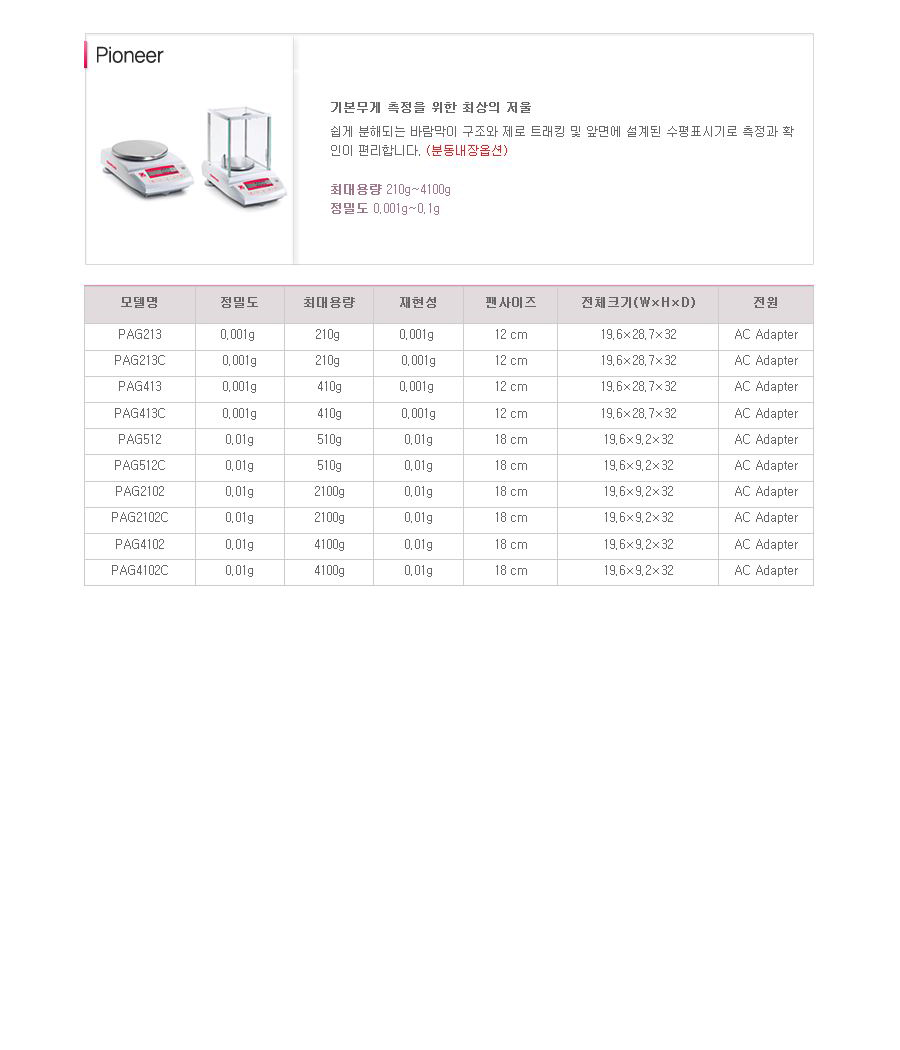 Pioneer
기본무게 측정을 위한 최상의 저울
쉽게 분해되는 바람막이 구조와 제로 트래킹 및 앞면에 설계된 수평표시기로 측정과 확
인이 편리합니다. (분동내장옵션)
최대용량 210g~4100g
정밀도 0.001g~0.1g
모델명 정밀도 최대용량 재현성 팬사이즈 전체크기(W×H×D) 전원
PAG213 0.001g 210g 0.001g 12 cm 19.6×28.7×32 AC Adapter
PAG213C 0.001g 210g 0.001g 12 cm 19.6×28.7×32 AC Adapter
PAG413 0.001g 410g 0.001g 12 cm 19.6×28.7×32 AC Adapter
PAG413C 0.001g 410g 0.001g 12 cm 19.6×28.7×32 AC Adapter
PAG512 0.01g 510g 0.01g 18 cm 19.6×9.2×32 AC Adapter
PAG512C 0.01g 510g 0.01g 18 cm 19.6×9.2×32 AC Adapter
PAG2102 0.01g 2100g 0.01g 18 cm 19.6×9.2×32 AC Adapter
PAG2102C 0.01g 2100g 0.01g 18 cm 19.6×9.2×32 AC Adapter
PAG4102 0.01g 4100g 0.01g 18 cm 19.6×9.2×32 AC Adapter
PAG4102C 0.01g 4100g 0.01g 18 cm 19.6×9.2×32 AC Adapter